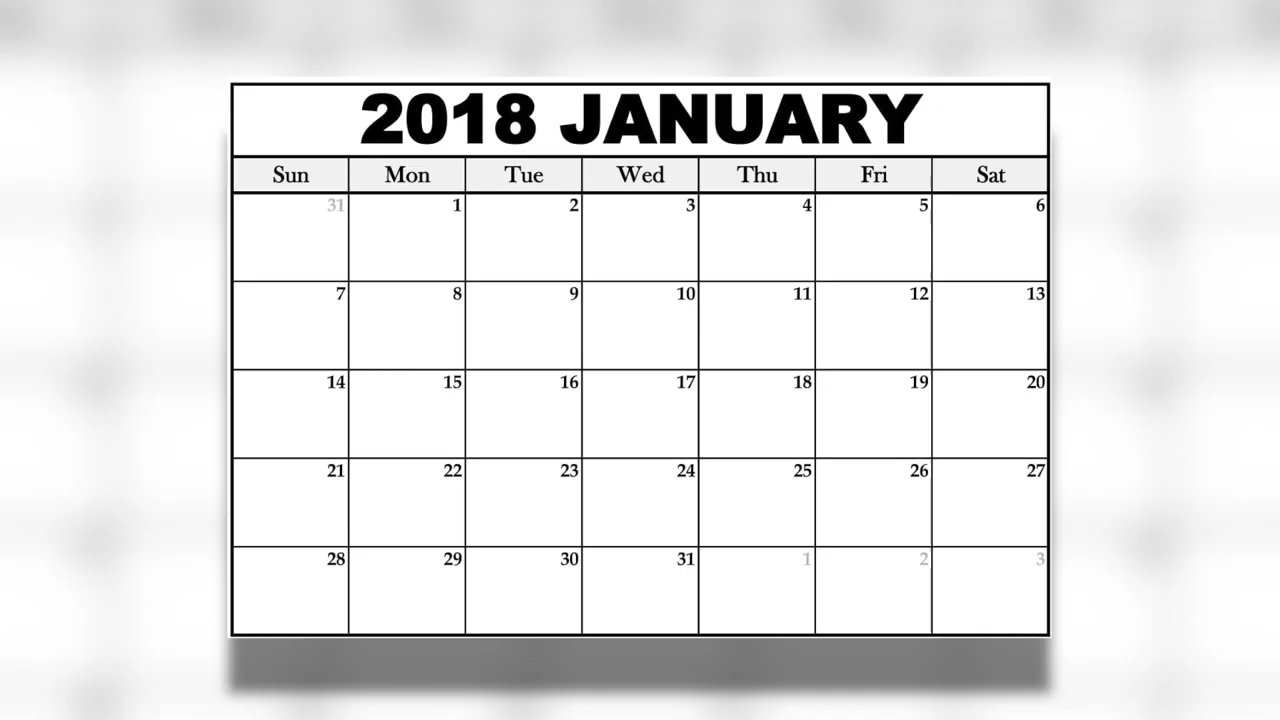 2018 JANUARY
Sun Mon Tue Wed Thu Fri Sat
31 1 2 3 4 5 6
7 8 9 10 11 12 13
14 15 16 17 18 19 20
21 22 23 24 25 26 27
28 29 30 31 1 2 3